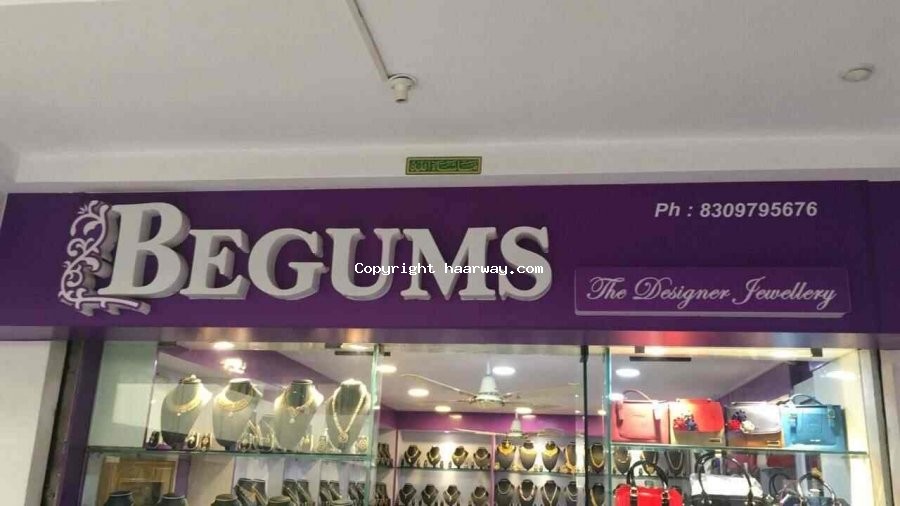 Ph : 8309795676
BEGUMS
Copyright haarway.com
The Designer Jewellery